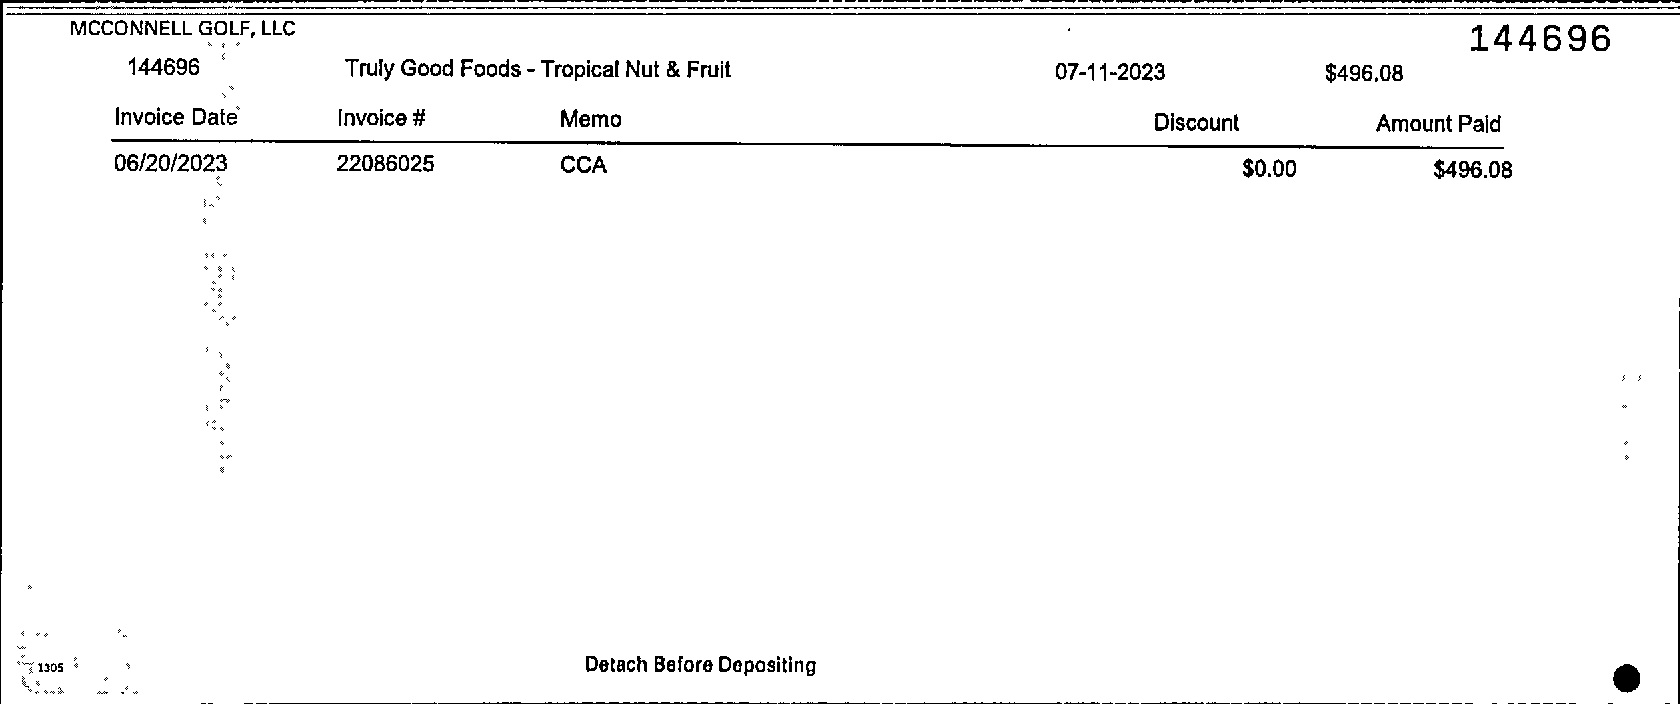 MCCONNELL GOLF, LLC
144696
144696 Truly Good Foods - Tropical Nut & Fruit 07-11-2023 $496.08
Invoice Date Invoice # Memo Discount Amount Paid
06/20/2023 22086025 CCA $0.00 $496.08
1305
Detach Before Depositing